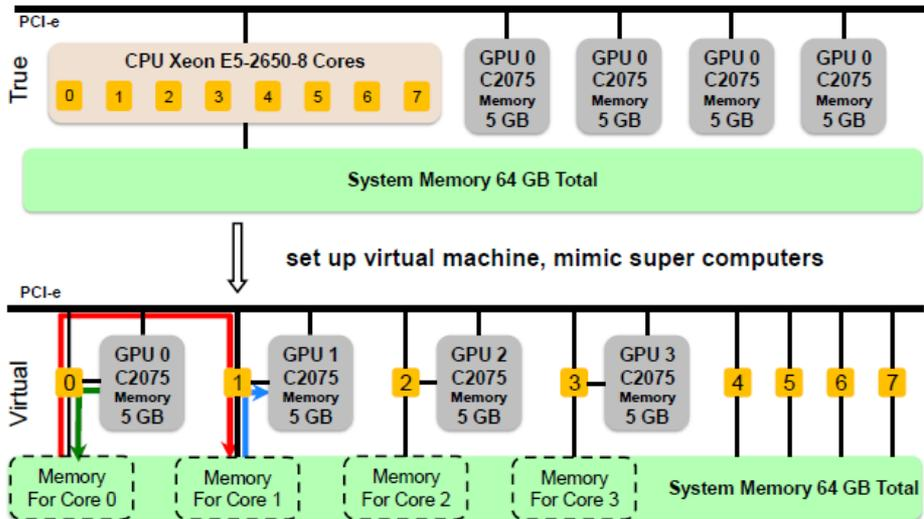 PCI-e
True
CPU Xeon E5-2650-8 Cores
0 1 2 3 4 5 6 7
GPU 0
C2075
Memory
5 GB
GPU 0
C2075
Memory
5 GB
GPU 0
C2075
Memory
5 GB
GPU 0
C2075
Memory
5 GB
System Memory 64 GB Total
set up virtual machine, mimic super computers
PCI-e
Virtual
0
GPU 0
C2075
Memory
5 GB
1
GPU 1
C2075
Memory
5 GB
2
GPU 2
C2075
Memory
5 GB
3
GPU 3
C2075
Memory
5 GB
4 5 6 7
Memory
For Core 0
Memory
For Core 1
Memory
For Core 2
Memory
For Core 3
System Memory 64 GB Total